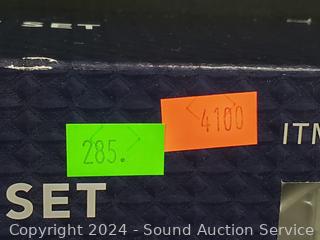 SET
4100
285.
ITM
SET
Copyright 2024 - Sound Auction Service